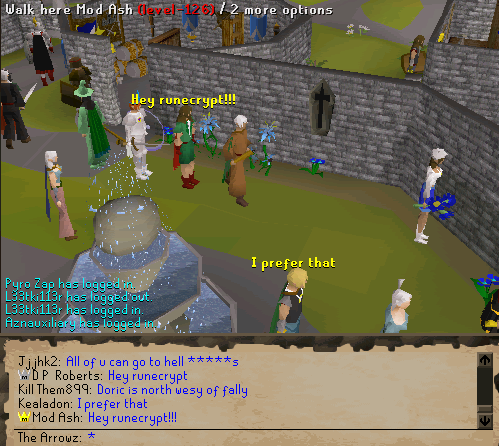 Walk here Mod Ash (level-126) / 2 more options
Hey runecrypt!!!
I prefer that
Pyro Zap has logged in.
L33tki113r has logged out.
L33tki113r has logged in.
Aznauxiliary has logged in.
Jjjhk2: All of u can go to hell *****s
D P Roberts: Hey runecrypt
KillThem899: Doric is north wesy of fally
Kealadon: I prefer that
Mod Ash: Hey runecrypt!!!
The Arrowz: *